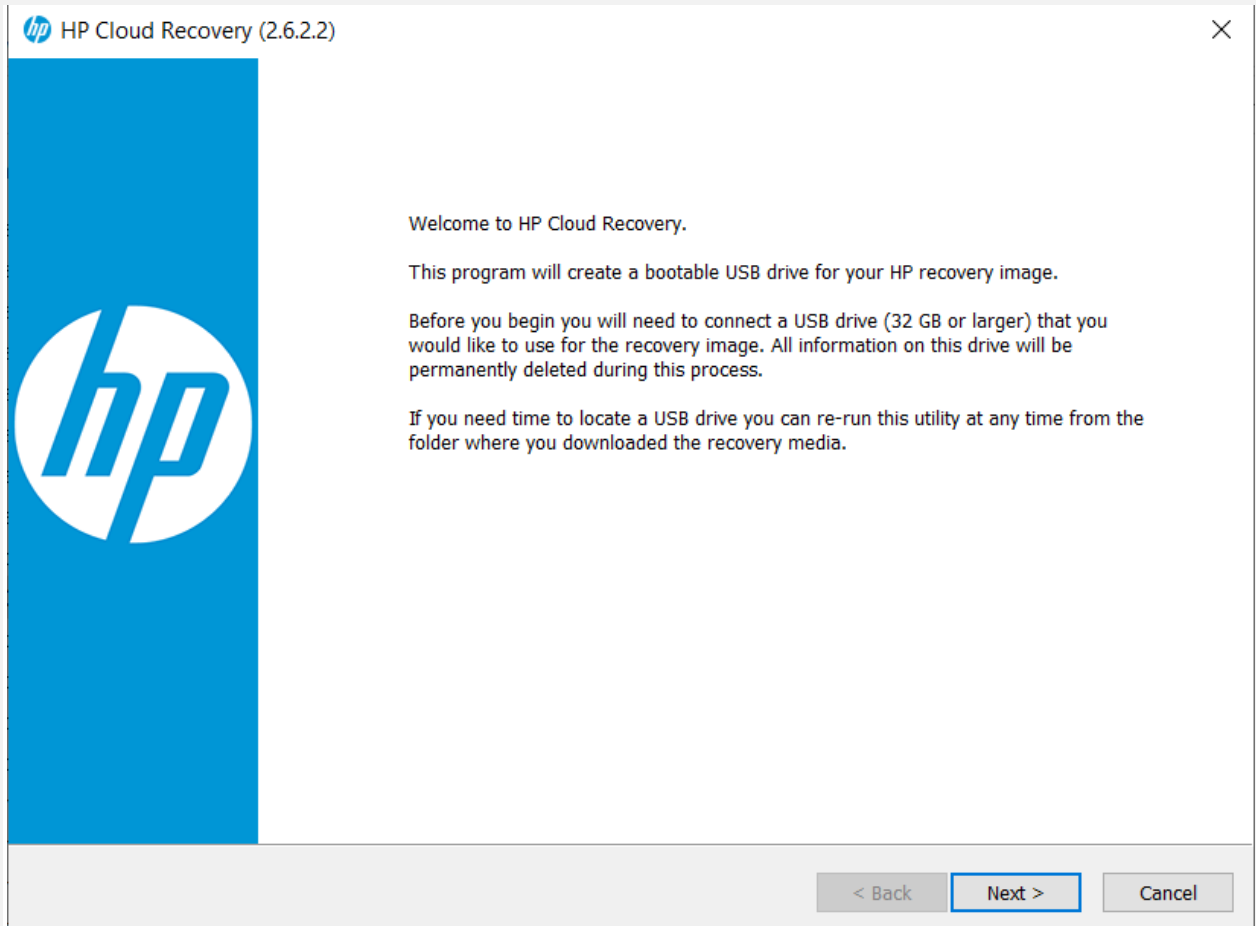 hp HP Cloud Recovery (2.6.2.2)
Welcome to HP Cloud Recovery.
This program will create a bootable USB drive for your HP recovery image.
Before you begin you will need to connect a USB drive (32 GB or larger) that you
would like to use for the recovery image. All information on this drive will be
permanently deleted during this process.
If you need time to locate a USB drive you can re-run this utility at any time from the
folder where you downloaded the recovery media.
hp
< Back Next > Cancel